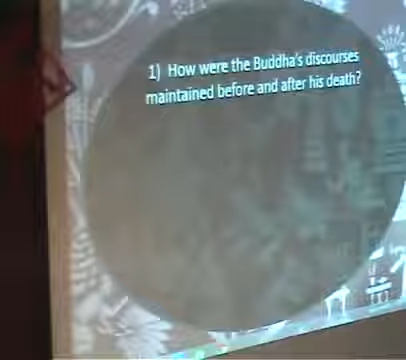 1) How were the Buddha's discourses
maintained before and after his death?